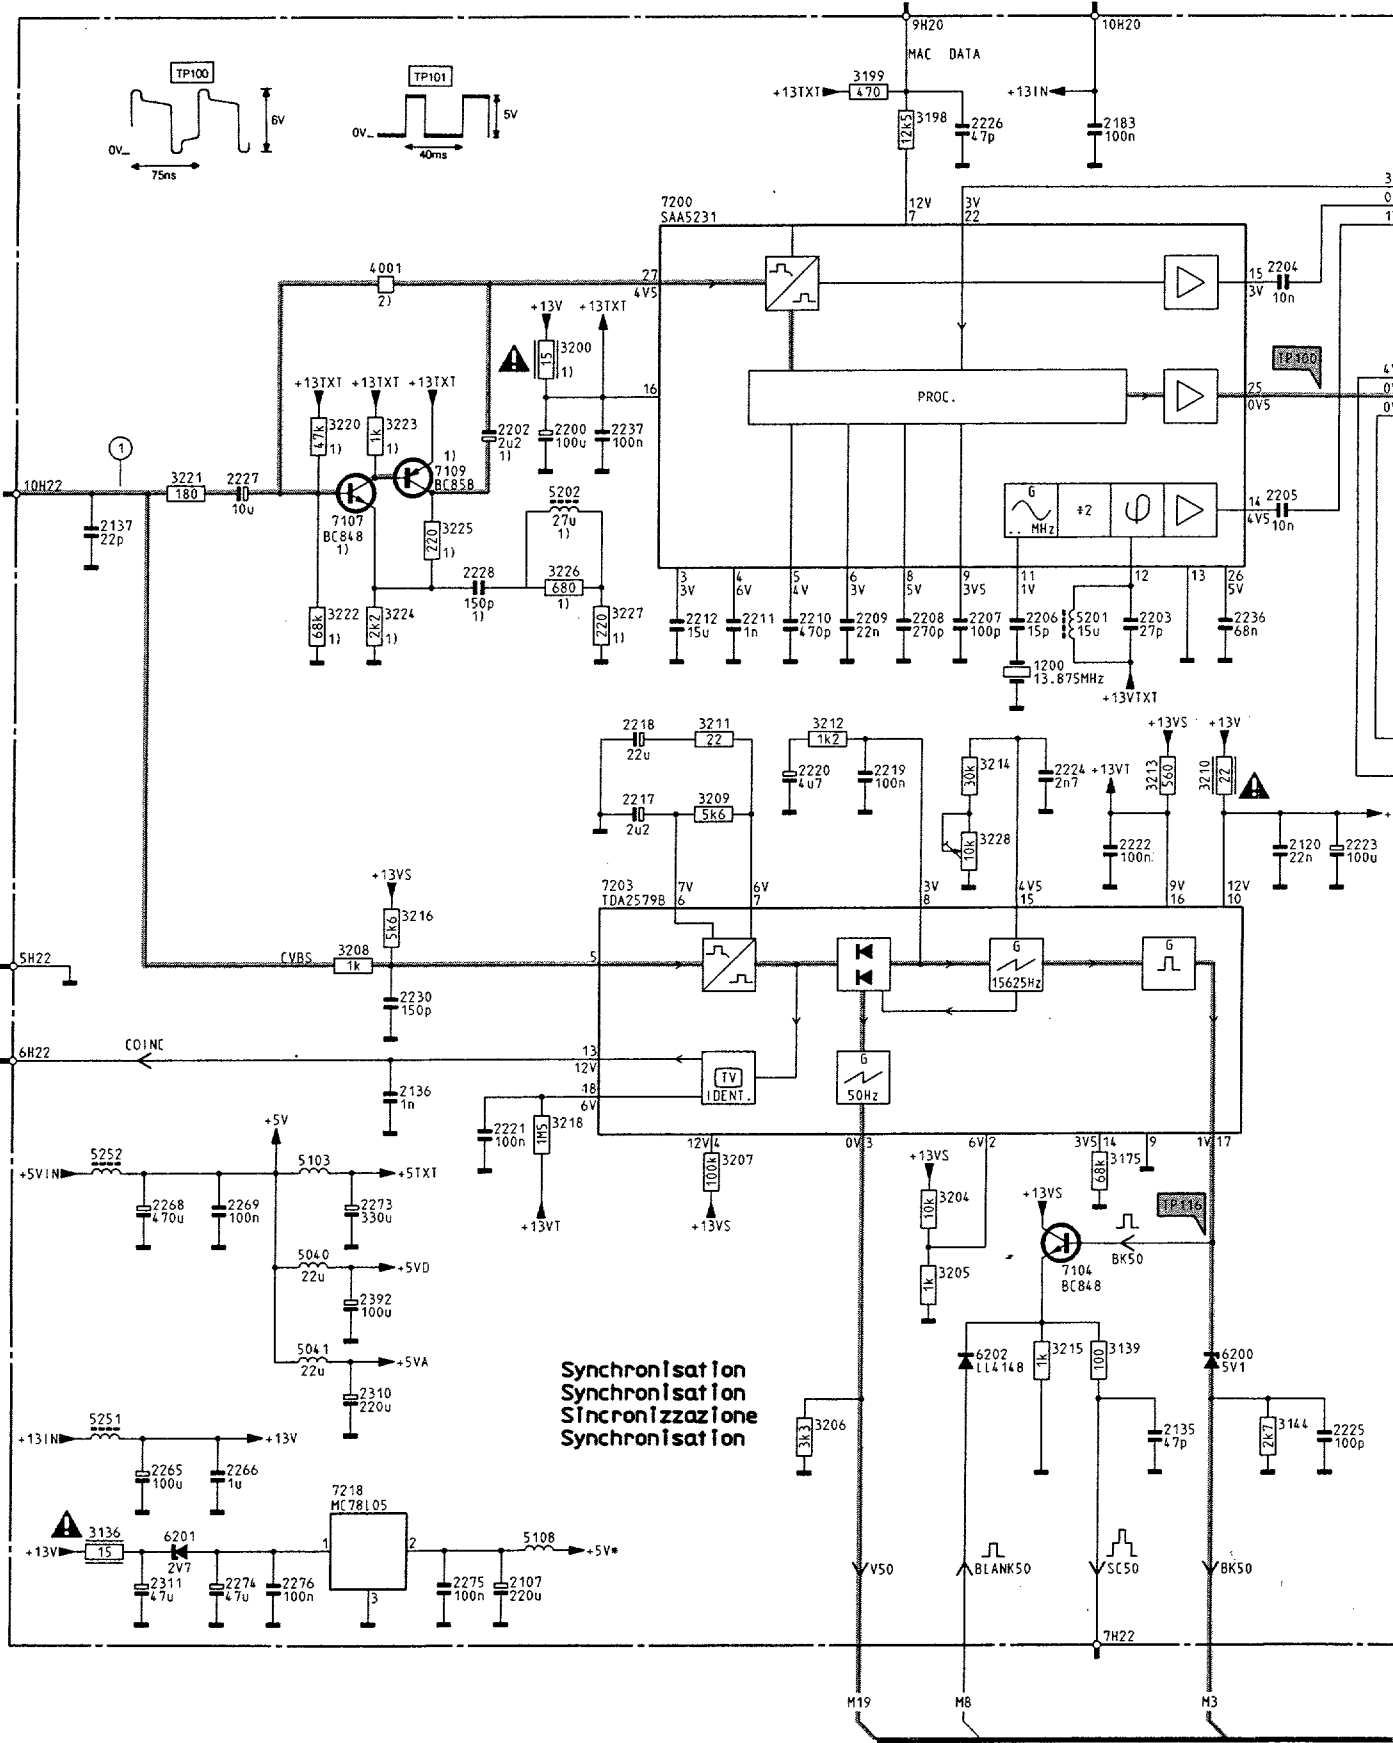 9H20
10H20
MAC DATA
TP100
TP101
6V
0V
75ns
5V
0V
40ms
3199
+13TXT
470
+13IN
3198
12k5
2226
47p
2183
100n
7200
SAA5231
12V
7
3V
22
4001
2)
27
4V5
15
3V
2204
10n
+13V
+13TXT
3200
15
1)
16
PROC.
TP100
25
0V5
+13TXT
+13TXT
+13TXT
3220
47k
1)
3223
1k
1)
1)
7109
BC858
2202
2u2
1)
2200
100u
2237
100n
1
10H22
3221
180
2227
10u
2137
22p
7107
BC848
1)
3225
220
1)
5202
27u
1)
G
MHz
÷2
φ
14
4V5
2205
10n
2228
150p
1)
3226
680
1)
3222
68k
1)
3224
2k2
1)
3227
220
1)
3
3V
4
6V
5
4V
6
3V
8
5V
9
3V5
11
1V
12
13
26
5V
2212
15u
2211
1n
2210
470p
2209
22n
2208
270p
2207
100p
2206
15p
5201
15u
2203
27p
2236
68n
1200
13.875MHz
+13VTXT
2218
22u
3211
22
3212
1k2
2217
2u2
3209
5k6
2220
4u7
2219
100n
3214
30k
2224
2n7
3228
10k
+13VS
+13V
+13VT
3213
560
3210
22
2222
100n
2120
22n
2223
100u
+
7203
TDA2579B
7V
6
6V
7
3V
8
4V5
15
9V
16
12V
10
+13VS
3216
5k6
5H22
CVBS
3208
1k
5
2230
150p
G
15625Hz
G
6H22
COINC
13
12V
18
6V
TV
IDENT.
G
50Hz
2136
1n
2221
100n
3218
1M5
+13VT
12V
4
0V
3
6V
2
3V5
14
9
1V
17
3207
100k
+13VS
3175
68k
+5V
+5VIN
5252
5103
+5TXT
2268
470u
2269
100n
2273
330u
5040
22u
+5VD
2392
100u
5041
22u
+5VA
2310
220u
+13VS
3204
10k
3205
1k
+13VS
7104
BC848
BK50
TP116
6202
LL4148
3215
1k
3139
100
6200
5V1
Synchronisation
Synchronisation
Sincronizzazione
Synchronisation
3206
3k3
2135
47p
3144
2k7
2225
100p
+13IN
5251
+13V
2265
100u
2266
1u
7218
MC78L05
3136
+13V
15
6201
2V7
1
2
3
5108
+5V*
2311
47u
2274
47u
2276
100n
2275
100n
2107
220u
V50
BLANK50
SC50
BK50
7H22
M19
M8
M3